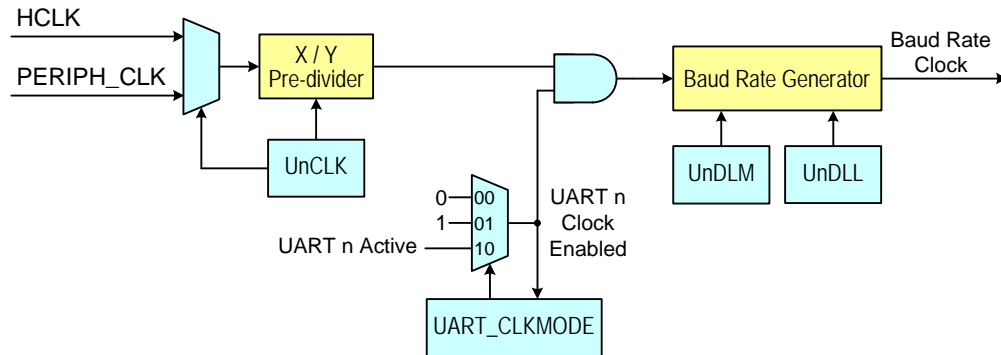 HCLK
PERIPH_CLK
X / Y
Pre-divider
UnCLK
Baud Rate Generator
Baud Rate
Clock
UnDLM
UnDLL
0
00
1
01
UART n Active
10
UART n
Clock
Enabled
UART_CLKMODE